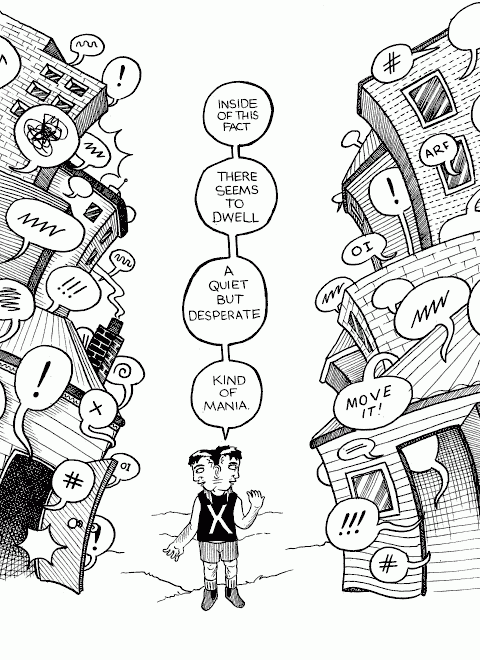 INSIDE
OF THIS
FACT
THERE
SEEMS
TO
DWELL
A
QUIET
BUT
DESPERATE
KIND
OF
MANIA.
X
!
!!!
!
X
#
OI
!
#
ARF
!
OI
MOVE
IT!
!!!
#